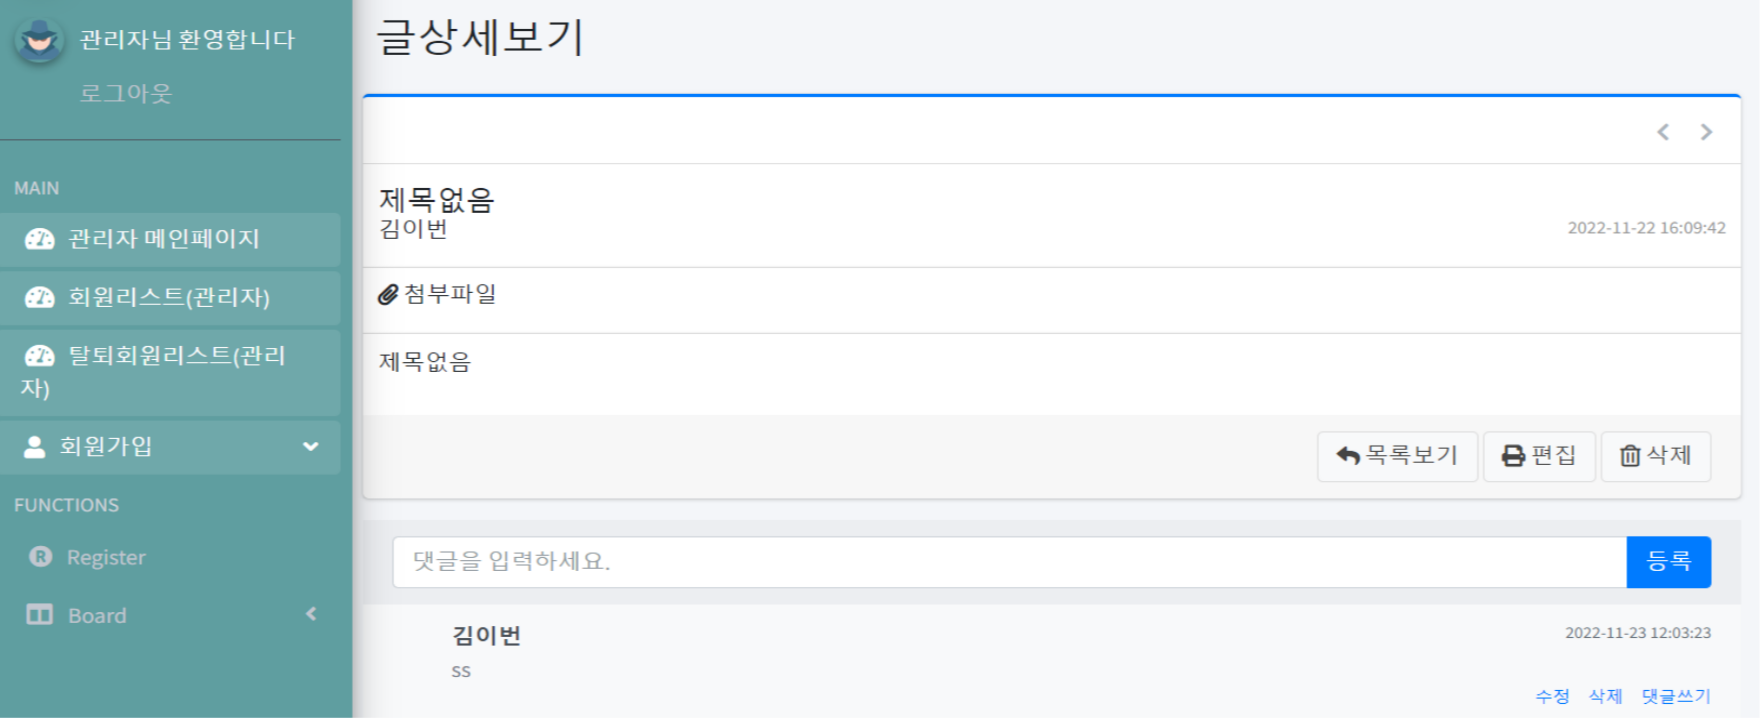 관리자님 환영합니다
로그아웃
MAIN
관리자 메인페이지
회원리스트(관리자)
탈퇴회원리스트(관리
자)
회원가입
FUNCTIONS
Register
Board
글상세보기
제목없음
김이번
2022-11-22 16:09:42
첨부파일
제목없음
목록보기 편집 삭제
댓글을 입력하세요. 등록
김이번 2022-11-23 12:03:23
ss
수정 삭제 댓글쓰기